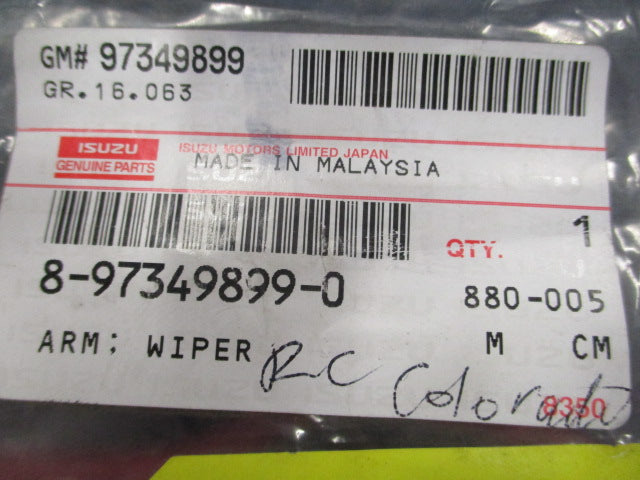 GM# 97349899
GR.16.063
ISUZU
GENUINE PARTS
ISUZU MOTORS LIMITED JAPAN
MADE IN MALAYSIA
QTY. 1
8-97349899-0
880-005
ARM; WIPER
M CM
RC Colorado
8350